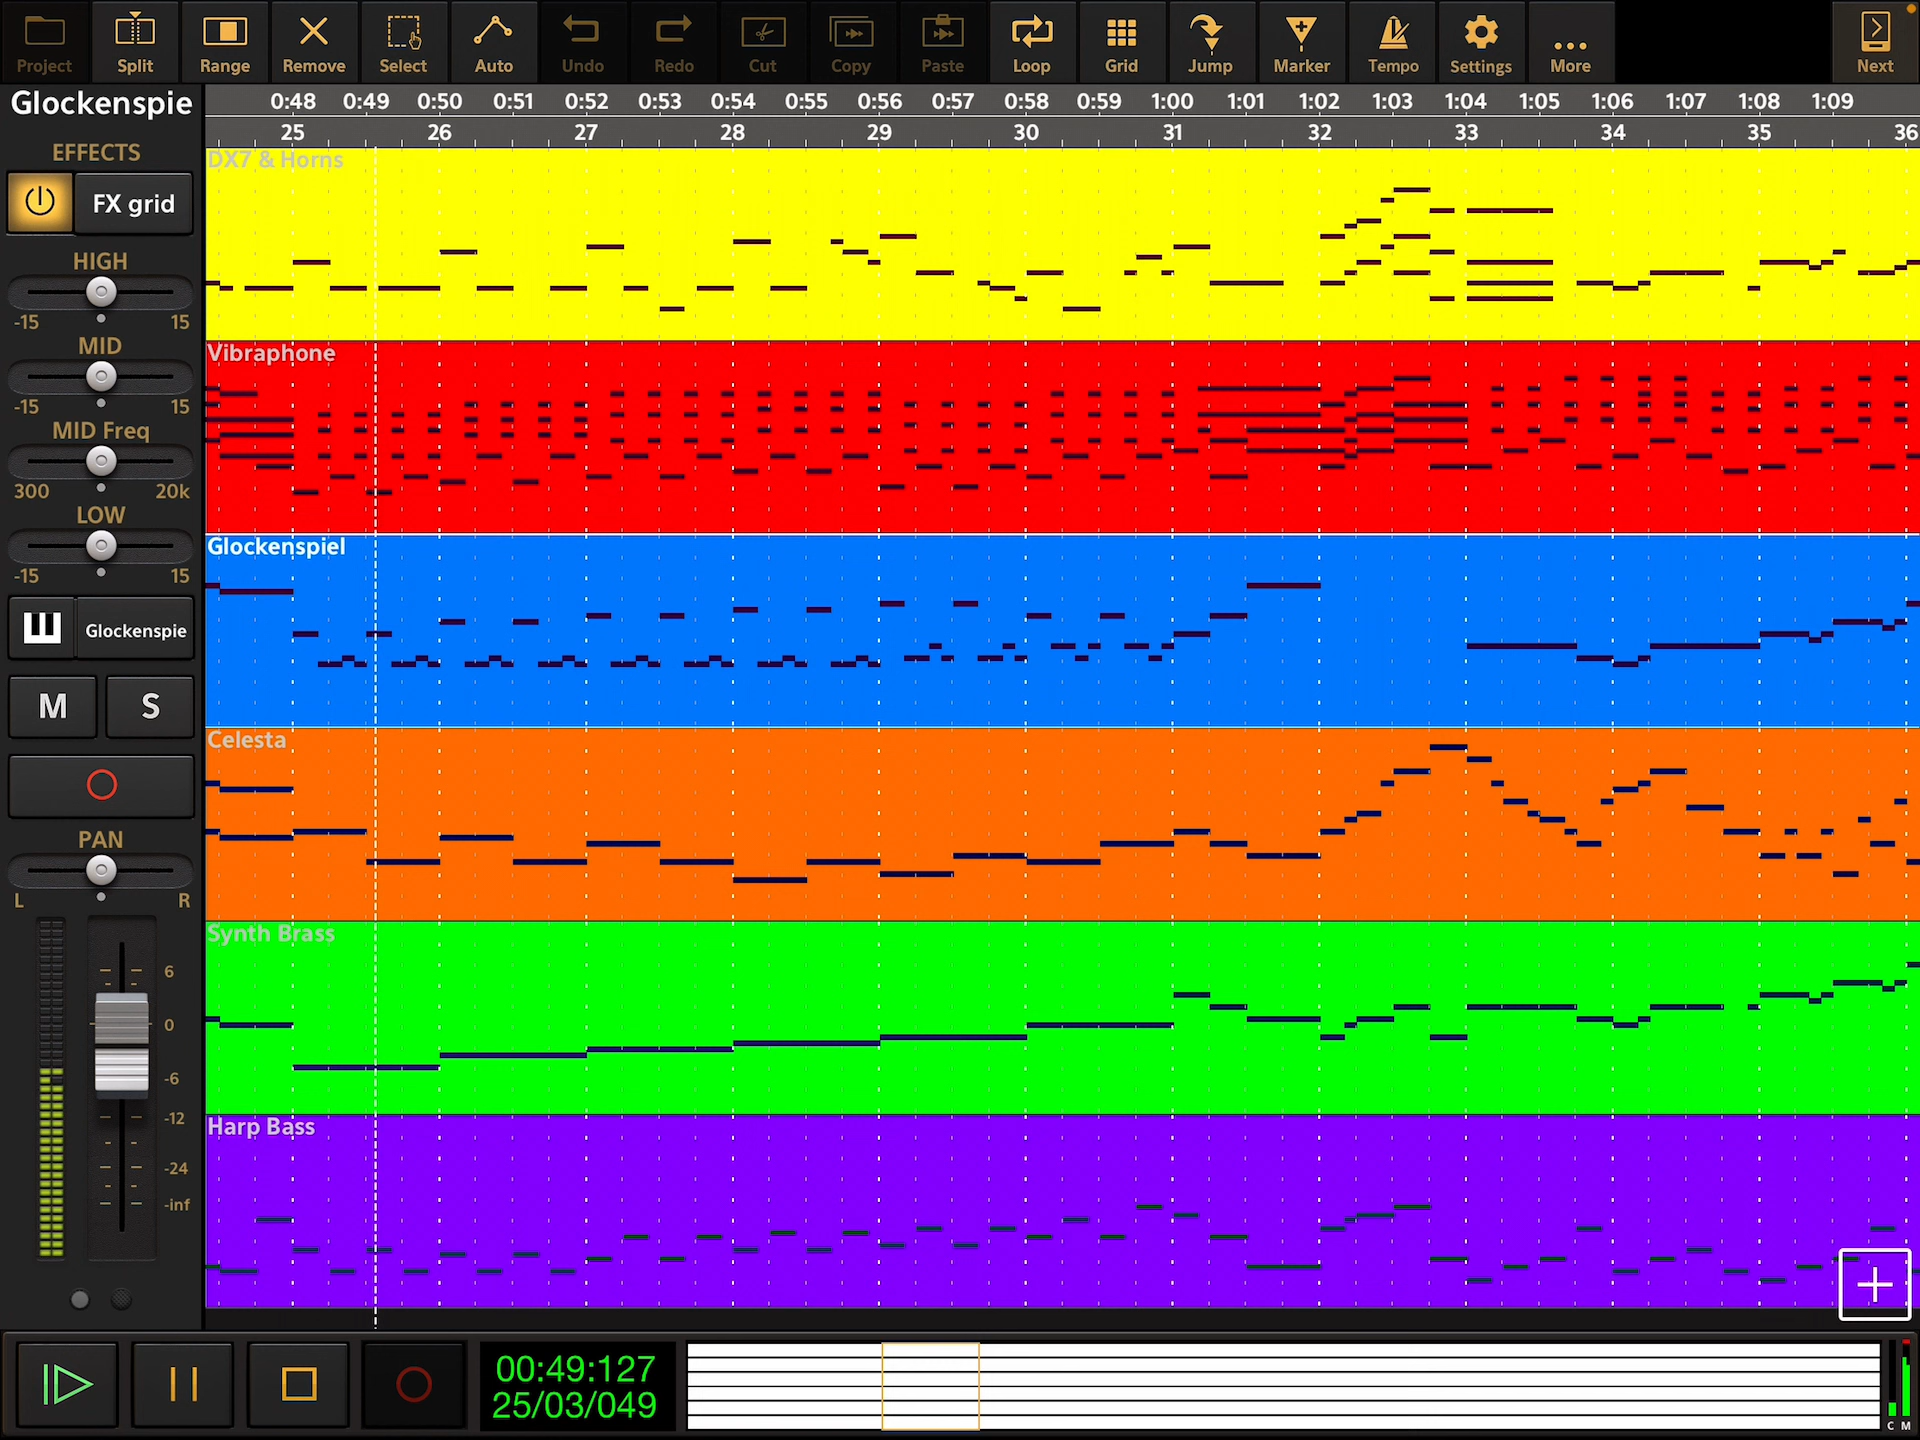 Project Split Range Remove Select Auto Undo Redo Cut Copy Paste Loop Grid Jump Marker Tempo Settings More Next
Glockenspie
0:48 0:49 0:50 0:51 0:52 0:53 0:54 0:55 0:56 0:57 0:58 0:59 1:00 1:01 1:02 1:03 1:04 1:05 1:06 1:07 1:08 1:09
25 26 27 28 29 30 31 32 33 34 35 36
EFFECTS
FX grid
HIGH
-15 15
MID
-15 15
MID Freq
300 20k
LOW
-15 15
Glockenspie
M S
PAN
L R
6
0
-6
-12
-24
-inf
DX7 & Horns
Vibraphone
Glockenspiel
Celesta
Synth Brass
Harp Bass
00:49:127
25/03/049
C M